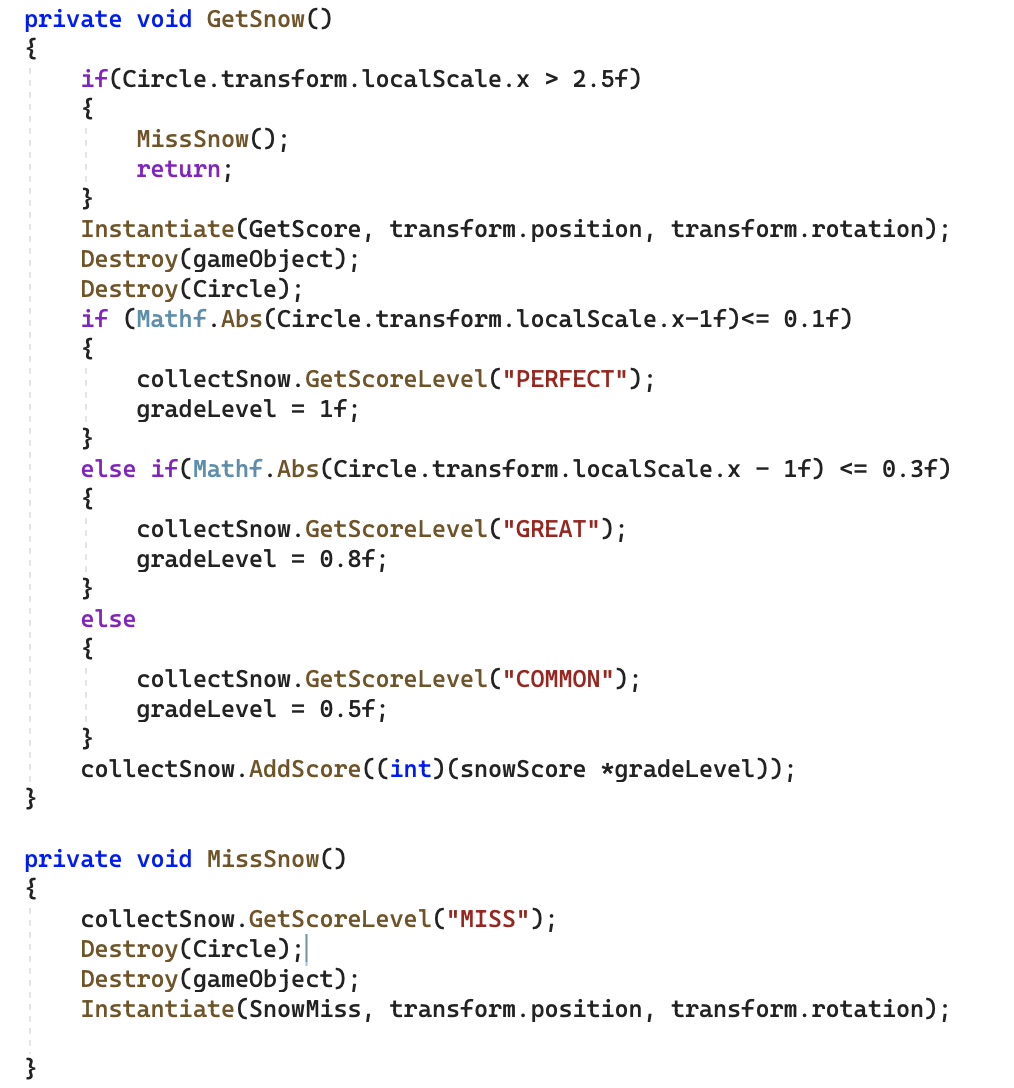 private void GetSnow()
{
    if(Circle.transform.localScale.x > 2.5f)
    {
        MissSnow();
        return;
    }
    Instantiate(GetScore, transform.position, transform.rotation);
    Destroy(gameObject);
    Destroy(Circle);
    if (Mathf.Abs(Circle.transform.localScale.x-1f)<= 0.1f)
    {
        collectSnow.GetScoreLevel("PERFECT");
        gradeLevel = 1f;
    }
    else if(Mathf.Abs(Circle.transform.localScale.x - 1f) <= 0.3f)
    {
        collectSnow.GetScoreLevel("GREAT");
        gradeLevel = 0.8f;
    }
    else
    {
        collectSnow.GetScoreLevel("COMMON");
        gradeLevel = 0.5f;
    }
    collectSnow.AddScore((int)(snowScore *gradeLevel));
}

private void MissSnow()
{
    collectSnow.GetScoreLevel("MISS");
    Destroy(Circle);
    Destroy(gameObject);
    Instantiate(SnowMiss, transform.position, transform.rotation);

}